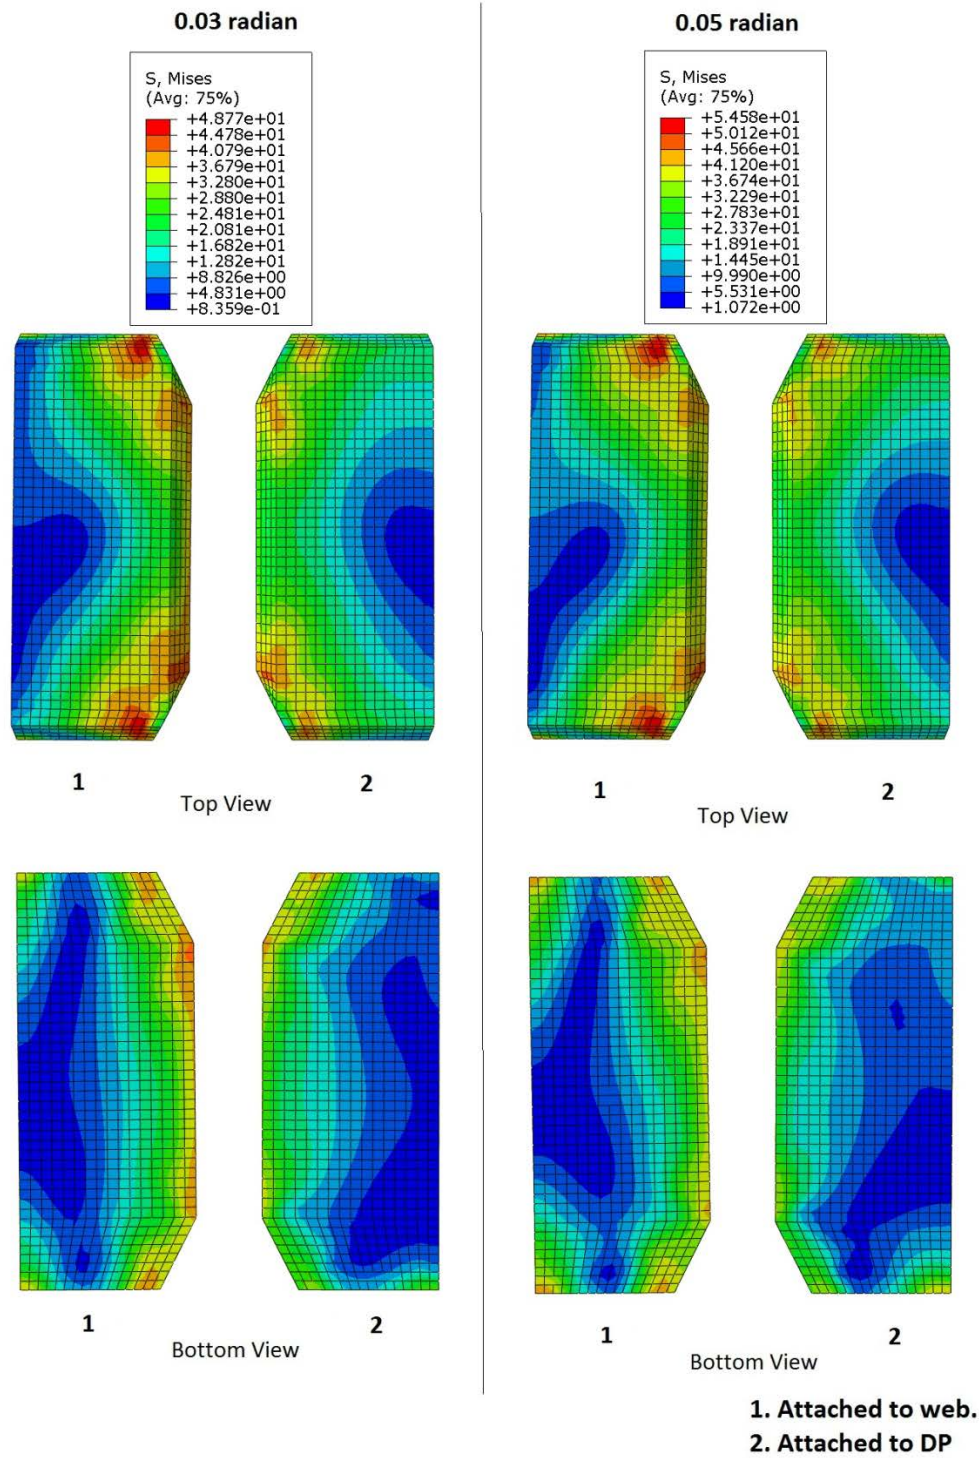 0.03 radian
S, Mises
(Avg: 75%)
+4.877e+01
+4.478e+01
+4.079e+01
+3.679e+01
+3.280e+01
+2.880e+01
+2.481e+01
+2.081e+01
+1.682e+01
+1.282e+01
+8.826e+00
+4.831e+00
+8.359e-01
0.05 radian
S, Mises
(Avg: 75%)
+5.458e+01
+5.012e+01
+4.566e+01
+4.120e+01
+3.674e+01
+3.229e+01
+2.783e+01
+2.337e+01
+1.891e+01
+1.445e+01
+9.990e+00
+5.531e+00
+1.072e+00
1 2
Top View
1 2
Top View
1 2
Bottom View
1 2
Bottom View
1. Attached to web.
2. Attached to DP